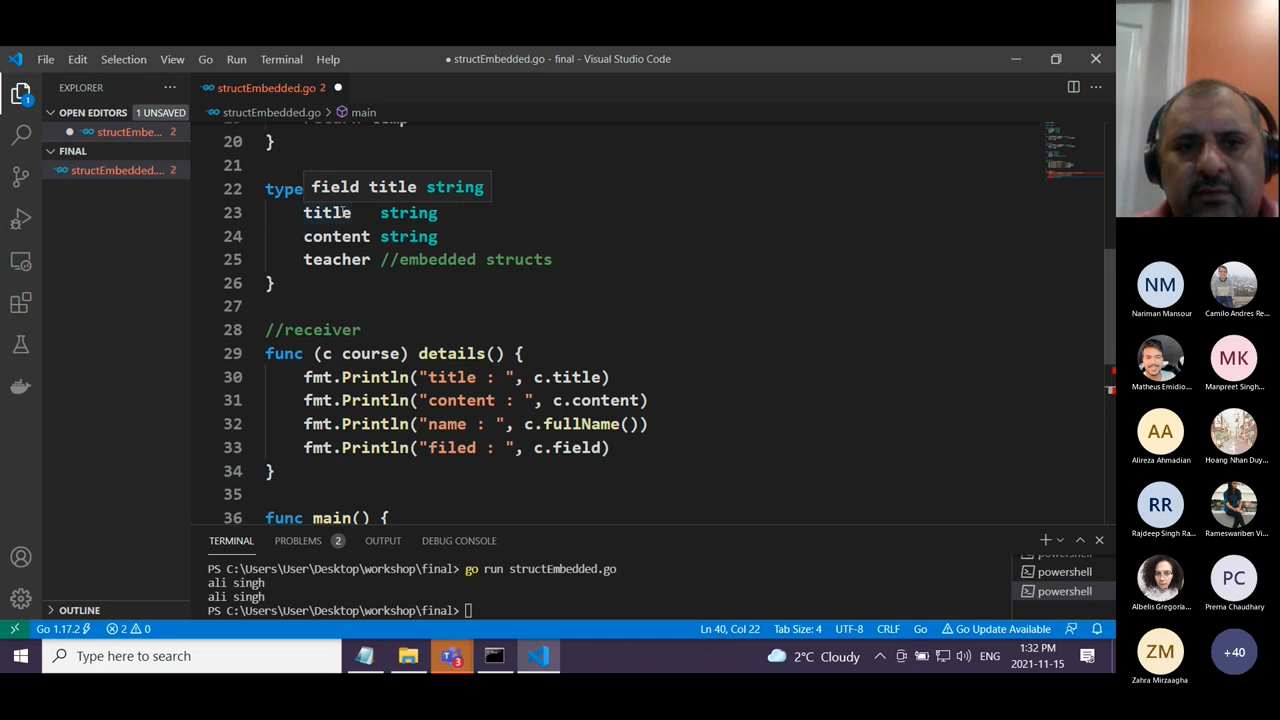 File Edit Selection View Go Run Terminal Help
● structEmbedded.go - final - Visual Studio Code
EXPLORER
OPEN EDITORS 1 UNSAVED
structEmbe... 2
FINAL
structEmbedded.... 2
OUTLINE
structEmbedded.go 2
structEmbedded.go > main
20 }
21
22 type
field title string
23 title string
24 content string
25 teacher //embedded structs
26 }
27
28 //receiver
29 func (c course) details() {
30 fmt.Println("title : ", c.title)
31 fmt.Println("content : ", c.content)
32 fmt.Println("name : ", c.fullName())
33 fmt.Println("filed : ", c.field)
34 }
35
36 func main() {
TERMINAL PROBLEMS 2 OUTPUT DEBUG CONSOLE
PS C:\Users\User\Desktop\workshop\final> go run structEmbedded.go
ali singh
ali singh
PS C:\Users\User\Desktop\workshop\final>
powershell
powershell
powershell
Go 1.17.2 2 0 Ln 40, Col 22 Tab Size: 4 UTF-8 CRLF Go Go Update Available
Type here to search
3
2°C Cloudy ENG
1:32 PM
2021-11-15
1
NM
Nariman Mansour
Camilo Andres Re...
Matheus Emidio...
MK
Manpreet Singh...
AA
Alireza Ahmadian
Hoang Nhan Duy...
RR
Rajdeep Singh Ra...
Rameswariben Vi...
Albelis Gregoria...
PC
Prerna Chaudhary
ZM
Zahra Mirzaagha
+40